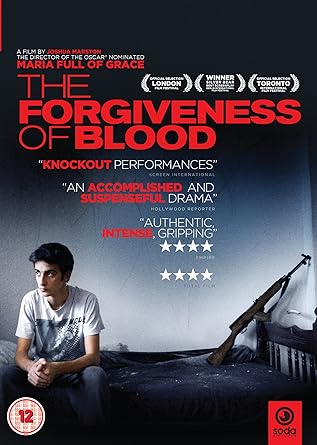 A FILM BY JOSHUA MARSTON
THE DIRECTOR OF THE OSCAR® NOMINATED
MARIA FULL OF GRACE
OFFICIAL SELECTION
LONDON
FILM FESTIVAL
WINNER
SILVER BEAR
OFFICIAL SELECTION
TORONTO
THE
FORGIVENESS
OF BLOOD
"KNOCKOUT PERFORMANCES"
SCREEN INTERNATIONAL
"AN ACCOMPLISHED AND
SUSPENSEFUL DRAMA"
HOLLYWOOD REPORTER
"AUTHENTIC,
INTENSE, GRIPPING"
EMPIRE
TOTAL FILM
12
soda